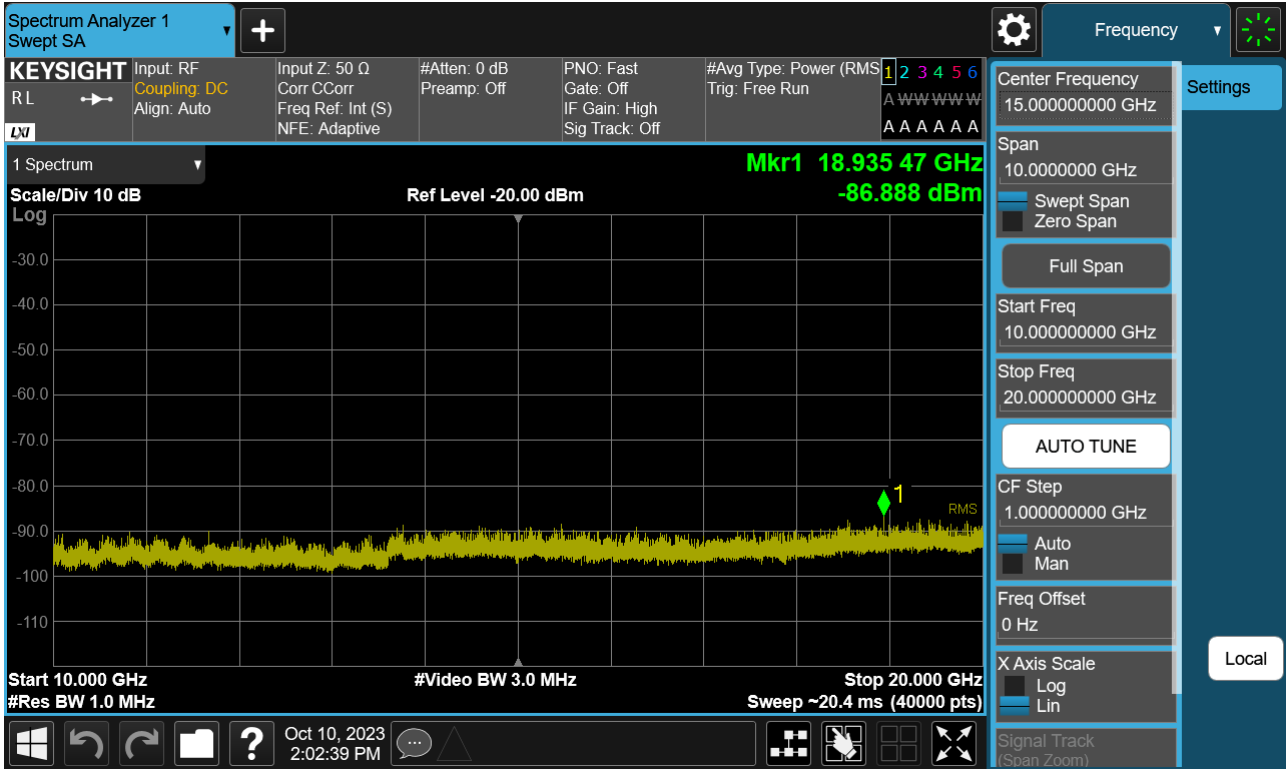 Spectrum Analyzer 1
Swept SA
Frequency
KEYSIGHT
R L
LXI
Input: RF
Coupling: DC
Align: Auto
Input Z: 50 Ω
Corr CCorr
Freq Ref: Int (S)
NFE: Adaptive
#Atten: 0 dB
Preamp: Off
PNO: Fast
Gate: Off
IF Gain: High
Sig Track: Off
#Avg Type: Power (RMS
Trig: Free Run
1 2 3 4 5 6
A W W W W W
A A A A A A
1 Spectrum
Scale/Div 10 dB
Log
Ref Level -20.00 dBm
Mkr1 18.935 47 GHz
-86.888 dBm
-30.0
-40.0
-50.0
-60.0
-70.0
-80.0
-90.0
-100
-110
1
RMS
Start 10.000 GHz
#Res BW 1.0 MHz
#Video BW 3.0 MHz
Stop 20.000 GHz
Sweep ~20.4 ms (40000 pts)
Center Frequency
15.000000000 GHz
Settings
Span
10.0000000 GHz
Swept Span
Zero Span
Full Span
Start Freq
10.000000000 GHz
Stop Freq
20.000000000 GHz
AUTO TUNE
CF Step
1.000000000 GHz
Auto
Man
Freq Offset
0 Hz
X Axis Scale
Log
Lin
Signal Track
(Span Zoom)
Local
?
Oct 10, 2023
2:02:39 PM